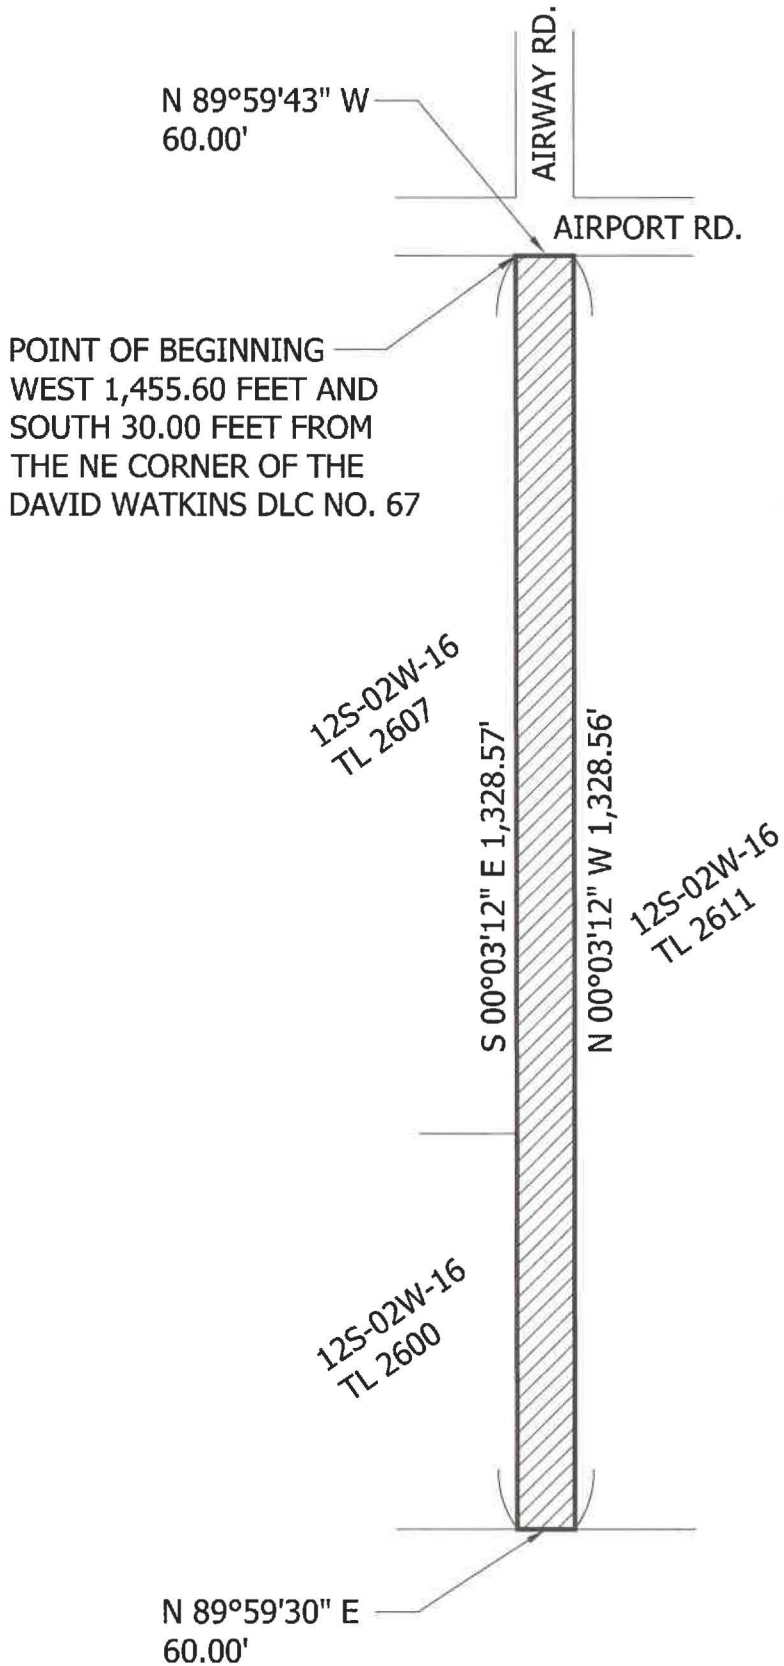 AIRWAY RD.
N 89°59'43" W
60.00'
AIRPORT RD.
POINT OF BEGINNING
WEST 1,455.60 FEET AND
SOUTH 30.00 FEET FROM
THE NE CORNER OF THE
DAVID WATKINS DLC NO. 67
12S-02W-16
TL 2607
S 00°03'12" E 1,328.57'
N 00°03'12" W 1,328.56'
12S-02W-16
TL 2611
12S-02W-16
TL 2600
N 89°59'30" E
60.00'